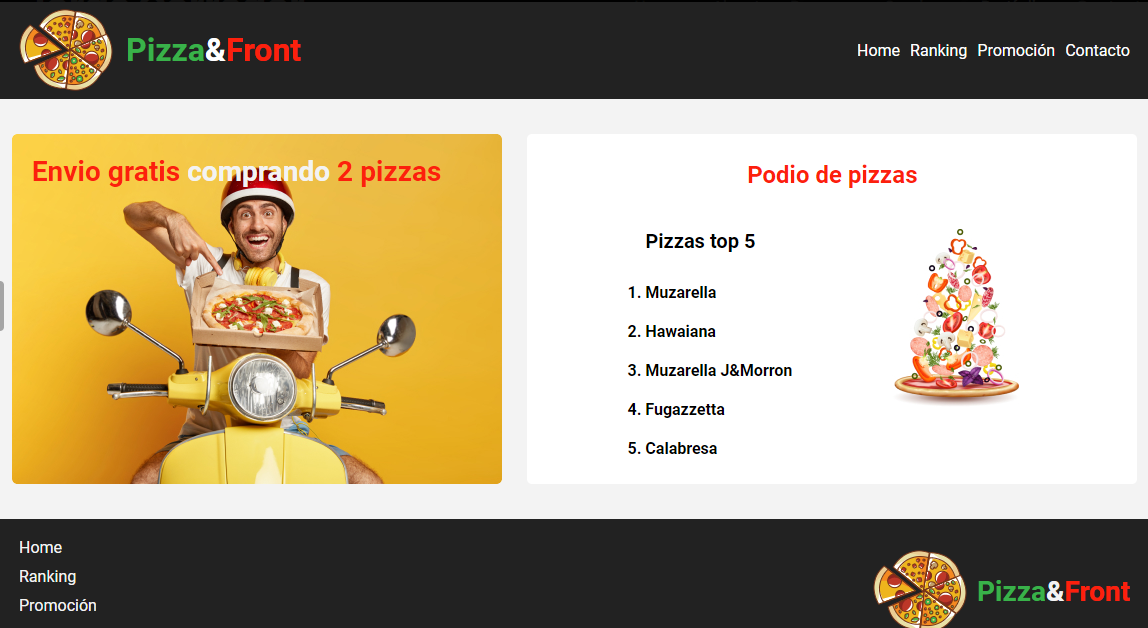 Pizza&Front
Home Ranking Promoción Contacto
Envio gratis comprando 2 pizzas
Podio de pizzas
Pizzas top 5
1. Muzarella
2. Hawaiana
3. Muzarella J&Morron
4. Fugazzetta
5. Calabresa
Home
Ranking
Promoción
Pizza&Front